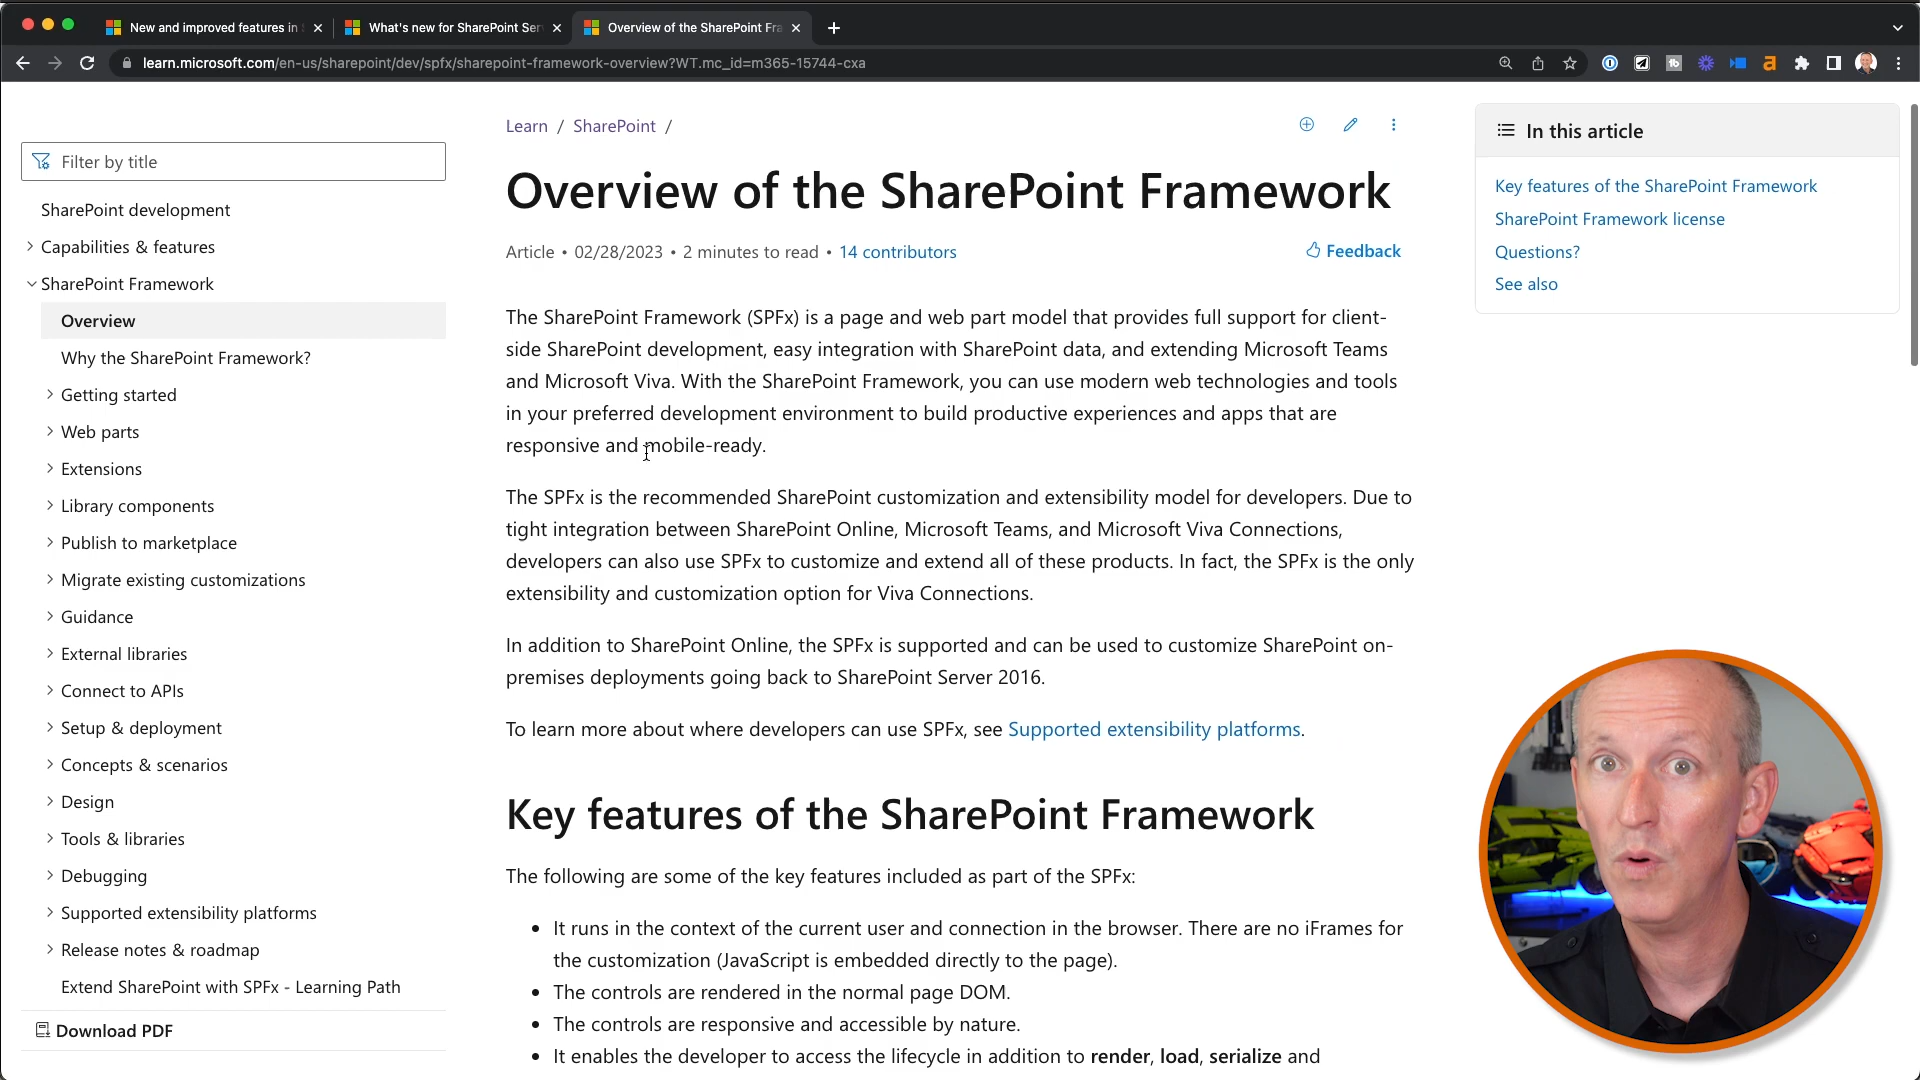 New and improved features in
What's new for SharePoint Ser
Overview of the SharePoint Fra
learn.microsoft.com/en-us/sharepoint/dev/spfx/sharepoint-framework-overview?WT.mc_id=m365-15744-cxa
Filter by title
SharePoint development
Capabilities & features
SharePoint Framework
Overview
Why the SharePoint Framework?
Getting started
Web parts
Extensions
Library components
Publish to marketplace
Migrate existing customizations
Guidance
External libraries
Connect to APIs
Setup & deployment
Concepts & scenarios
Design
Tools & libraries
Debugging
Supported extensibility platforms
Release notes & roadmap
Extend SharePoint with SPFx - Learning Path
Download PDF
Learn / SharePoint /
Overview of the SharePoint Framework
Article • 02/28/2023 • 2 minutes to read • 14 contributors
Feedback
The SharePoint Framework (SPFx) is a page and web part model that provides full support for client-
side SharePoint development, easy integration with SharePoint data, and extending Microsoft Teams
and Microsoft Viva. With the SharePoint Framework, you can use modern web technologies and tools
in your preferred development environment to build productive experiences and apps that are
responsive and mobile-ready.
The SPFx is the recommended SharePoint customization and extensibility model for developers. Due to
tight integration between SharePoint Online, Microsoft Teams, and Microsoft Viva Connections,
developers can also use SPFx to customize and extend all of these products. In fact, the SPFx is the only
extensibility and customization option for Viva Connections.
In addition to SharePoint Online, the SPFx is supported and can be used to customize SharePoint on-
premises deployments going back to SharePoint Server 2016.
To learn more about where developers can use SPFx, see Supported extensibility platforms.
Key features of the SharePoint Framework
The following are some of the key features included as part of the SPFx:
• It runs in the context of the current user and connection in the browser. There are no iFrames for
the customization (JavaScript is embedded directly to the page).
• The controls are rendered in the normal page DOM.
• The controls are responsive and accessible by nature.
• It enables the developer to access the lifecycle in addition to render, load, serialize and
In this article
Key features of the SharePoint Framework
SharePoint Framework license
Questions?
See also